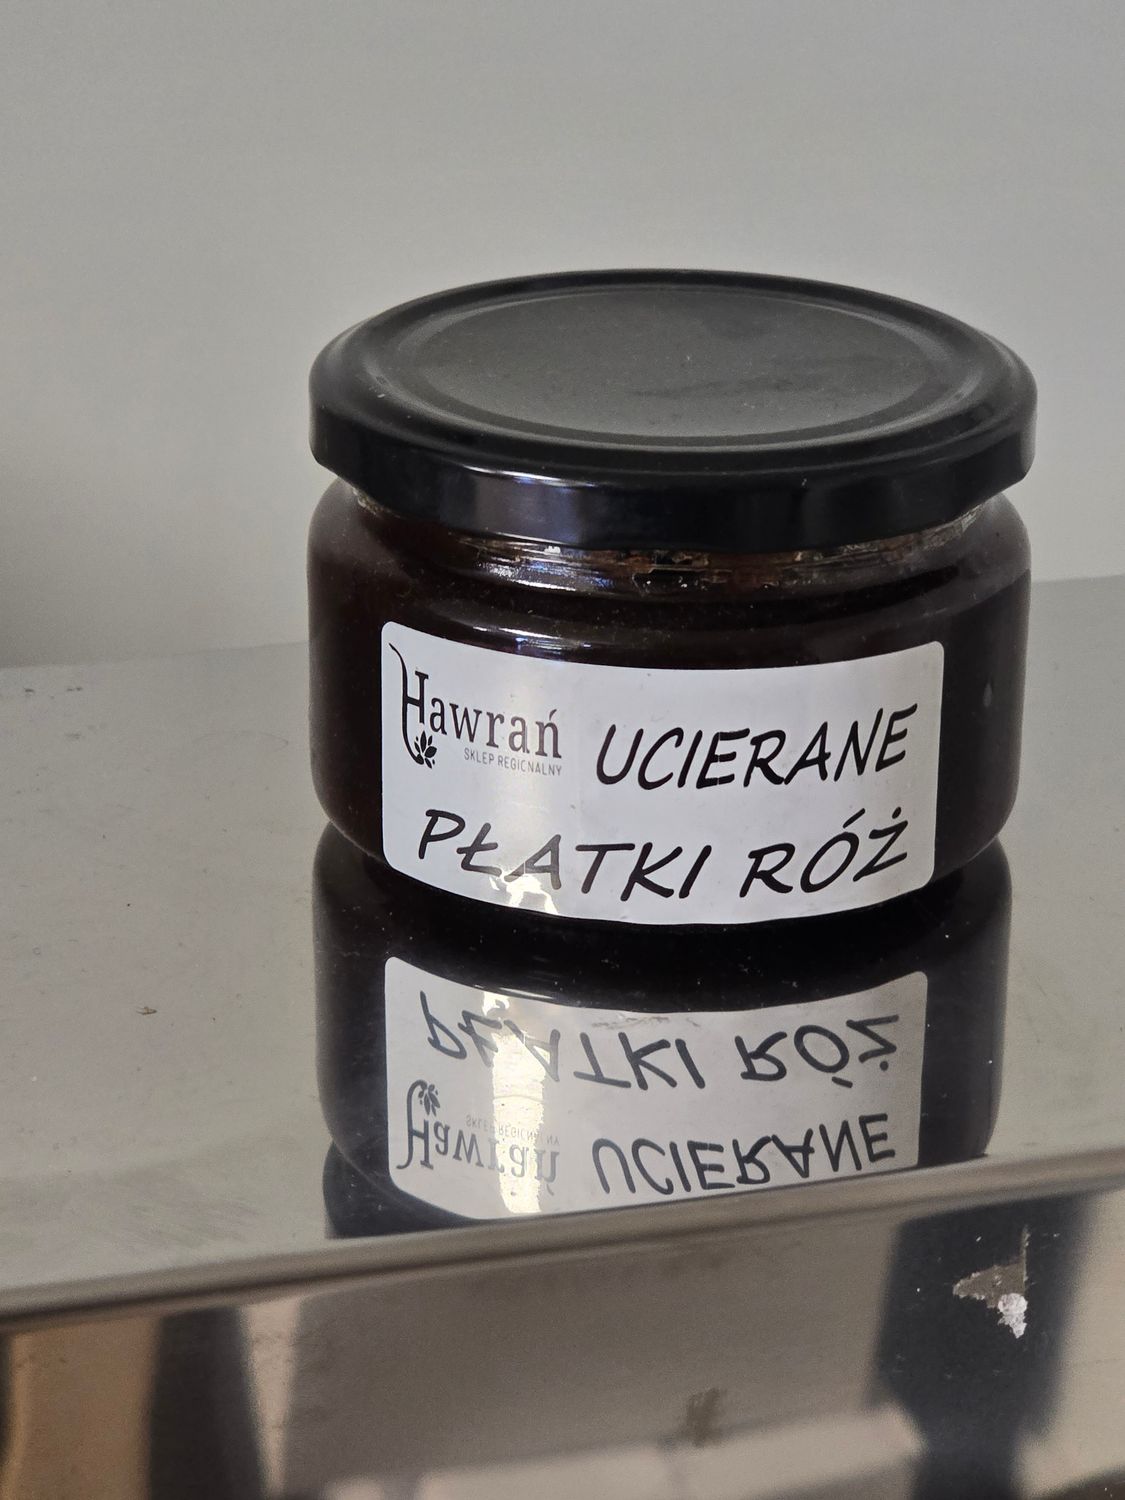 Hawrań
SKLEP REGIONALNY
UCIERANE
PŁATKI RÓŻ